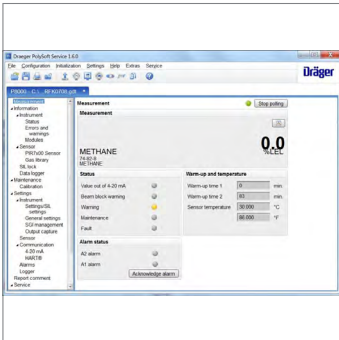 Draeger PolySoft Service 1.6.0
File Configuration Initialization Settings Help Extras Service
Dräger
Measurement
Information
Instrument
Status
Errors and
warnings
Modules
Sensor
PIR7x00 Sensor
Gas library
SIL lock
Data logger
Maintenance
Calibration
Settings
Instrument
Settings/SIL
settings
General settings
SGI management
Output capture
Sensor
Communication
4-20 mA
HART®
Alarms
Logger
Report comment
Service
Measurement
Stop polling
Measurement
0.0
%LEL
METHANE
74-82-8
METHANE
Status
Value out of 4-20 mA
Beam block warning
Warning
Maintenance
Fault
Warm-up and temperature
Warm-up time 1 0 min.
Warm-up time 2 63 min.
Sensor temperature 30.000 °C
86.000 °F
Alarm status
A2 alarm
A1 alarm
Acknowledge alarm